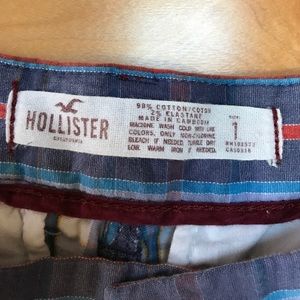 HOLLISTER
CALIFORNIA
98% COTTON/COTON
2% ELASTANE
MADE IN CAMBODIA
MACHINE WASH COLD WITH LIKE
COLORS. ONLY NON-CHLORINE
BLEACH IF NEEDED. TUMBLE DRY
LOW. WARM IRON IF NEEDED.
SIZE:
1